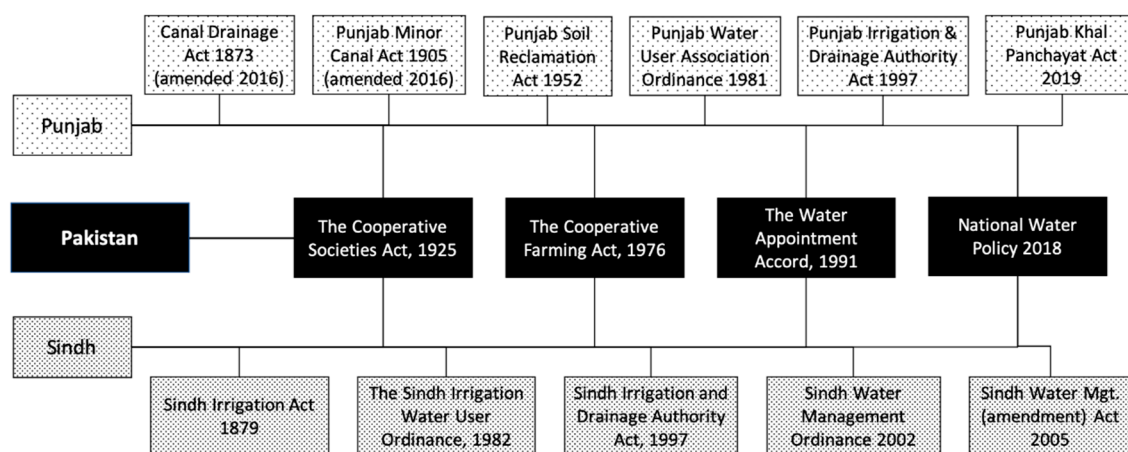 Canal Drainage
Act 1873
(amended 2016)
Punjab Minor
Canal Act 1905
(amended 2016)
Punjab Soil
Reclamation
Act 1952
Punjab Water
User Association
Ordinance 1981
Punjab Irrigation &
Drainage Authority
Act 1997
Punjab Khal
Panchayat Act
2019
Punjab
Pakistan
The Cooperative
Societies Act, 1925
The Cooperative
Farming Act, 1976
The Water
Appointment
Accord, 1991
National Water
Policy 2018
Sindh
Sindh Irrigation Act
1879
The Sindh Irrigation
Water User
Ordinance, 1982
Sindh Irrigation and
Drainage Authority
Act, 1997
Sindh Water
Management
Ordinance 2002
Sindh Water Mgt.
(amendment) Act
2005